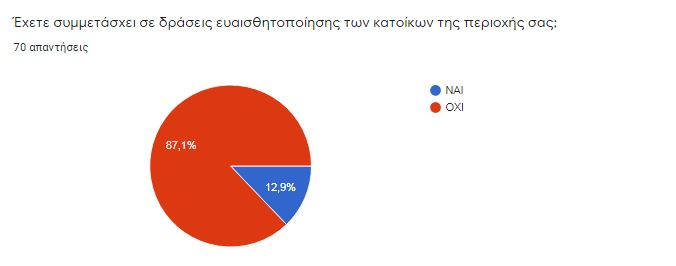 Έχετε συμμετάσχει σε δράσεις ευαισθητοποίησης των κατοίκων της περιοχής σας;
70 απαντήσεις
ΝΑΙ
ΟΧΙ
87,1%
12,9%